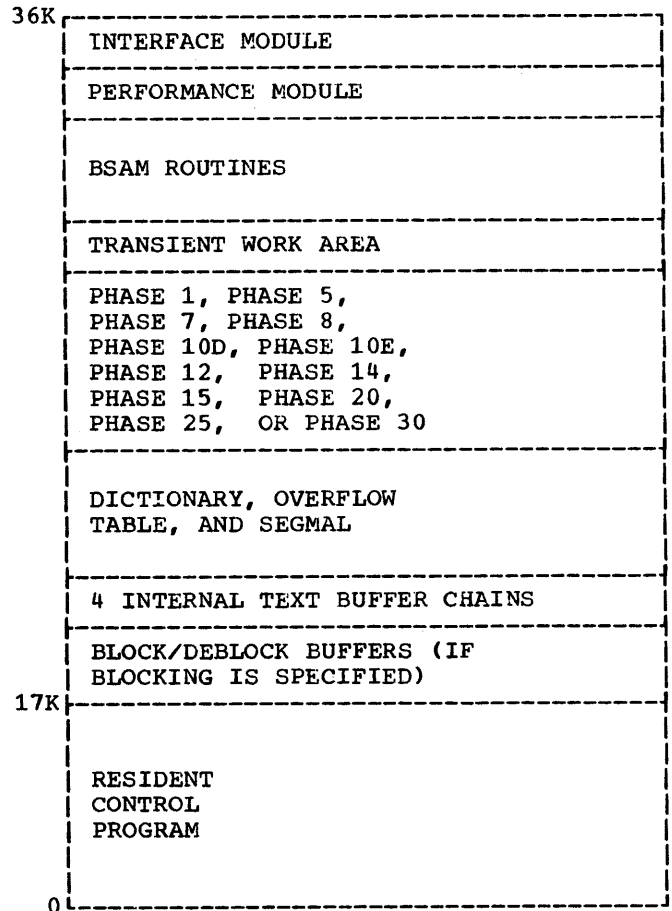 36K
INTERFACE MODULE
PERFORMANCE MODULE
BSAM ROUTINES
TRANSIENT WORK AREA
PHASE 1, PHASE 5,
PHASE 7, PHASE 8,
PHASE 10D, PHASE 10E,
PHASE 12, PHASE 14,
PHASE 15, PHASE 20,
PHASE 25, OR PHASE 30
DICTIONARY, OVERFLOW
TABLE, AND SEGMAL
4 INTERNAL TEXT BUFFER CHAINS
BLOCK/DEBLOCK BUFFERS (IF
BLOCKING IS SPECIFIED)
17K
RESIDENT
CONTROL
PROGRAM
0